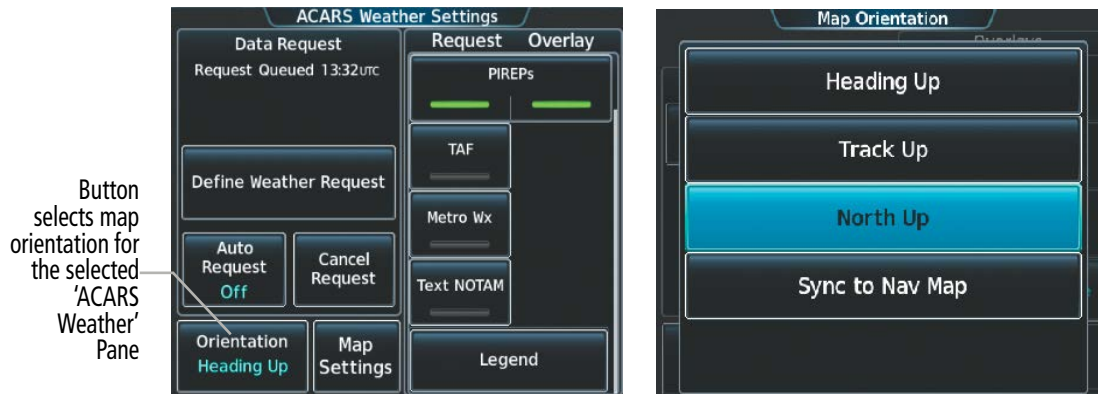 Button
selects map
orientation for
the selected
'ACARS
Weather'
Pane
ACARS Weather Settings
Data Request
Request Queued 13:32UTC
Define Weather Request
Auto
Request
Off
Cancel
Request
Orientation
Heading Up
Map
Settings
Request Overlay
PIREPs
TAF
Metro Wx
Text NOTAM
Legend
Map Orientation
Overlays
Heading Up
Track Up
North Up
Sync to Nav Map